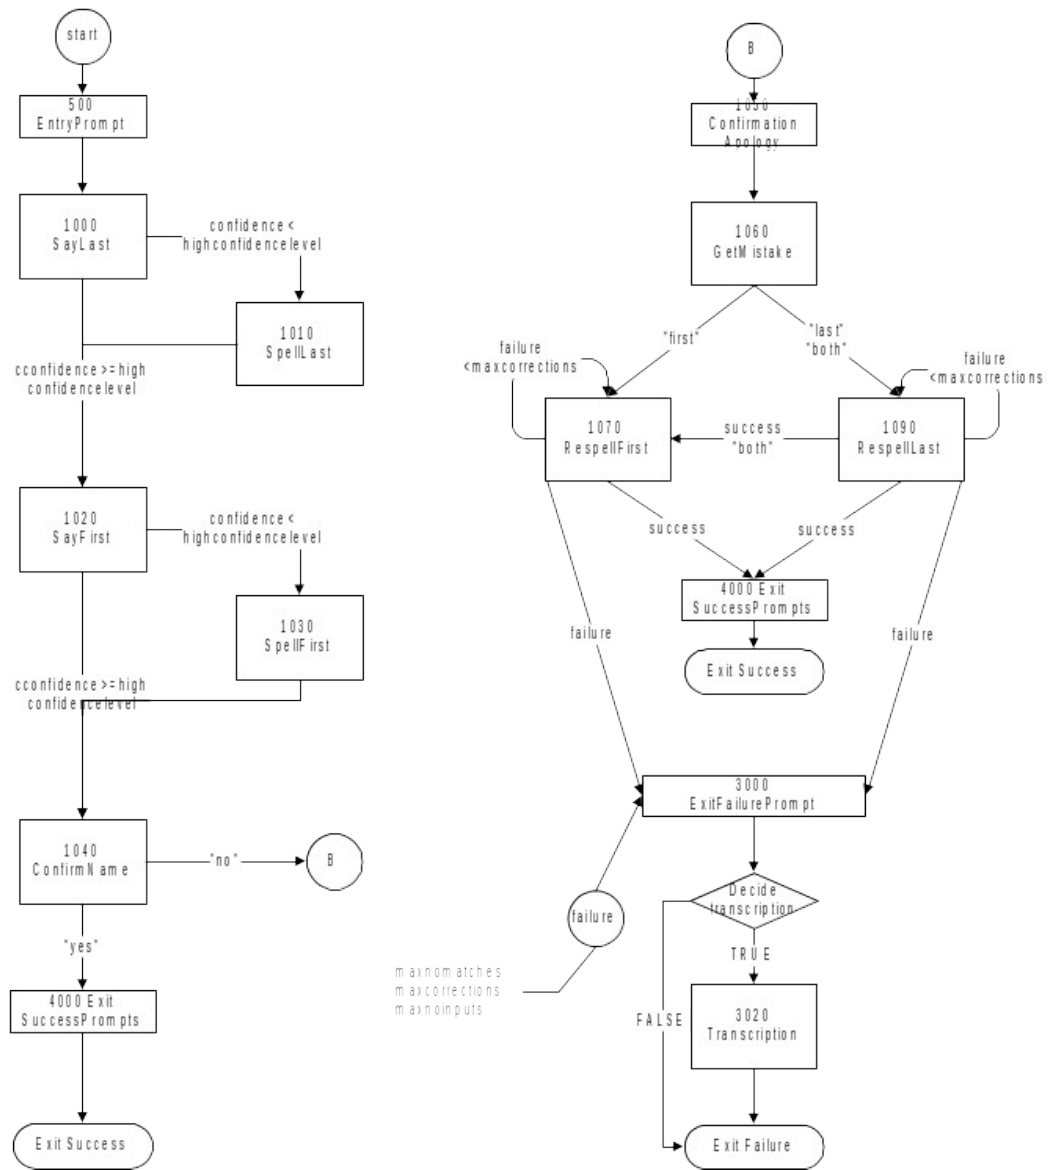 start
500
EntryPrompt
1000
SayLast
confidence <
highconfidencelevel
1010
SpellLast
cconfidence >= high
confidencelevel
1020
SayFirst
confidence <
highconfidencelevel
1030
SpellFirst
cconfidence >= high
confidencelevel
1040
ConfirmName
"no"
B
"yes"
4000 Exit
SuccessPrompts
Exit Success
B
1050
Confirmation
Apology
1060
GetMistake
"first"
"last"
"both"
failure
<maxcorrections
failure
<maxcorrections
1070
RespellFirst
success
"both"
1090
RespellLast
success
success
4000 Exit
SuccessPrompts
failure
failure
Exit Success
3000
ExitFailurePrompt
failure
maxnomatches
maxcorrections
maxnoinputs
Decide
transcription
TRUE
FALSE
3020
Transcription
Exit Failure